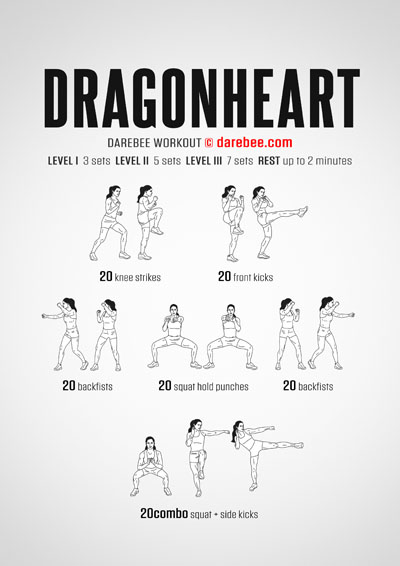 DRAGONHEART
DAREBEE WORKOUT © darebee.com
LEVEL I 3 sets LEVEL II 5 sets LEVEL III 7 sets REST up to 2 minutes
20 knee strikes
20 front kicks
20 backfists
20 squat hold punches
20 backfists
20combo squat + side kicks